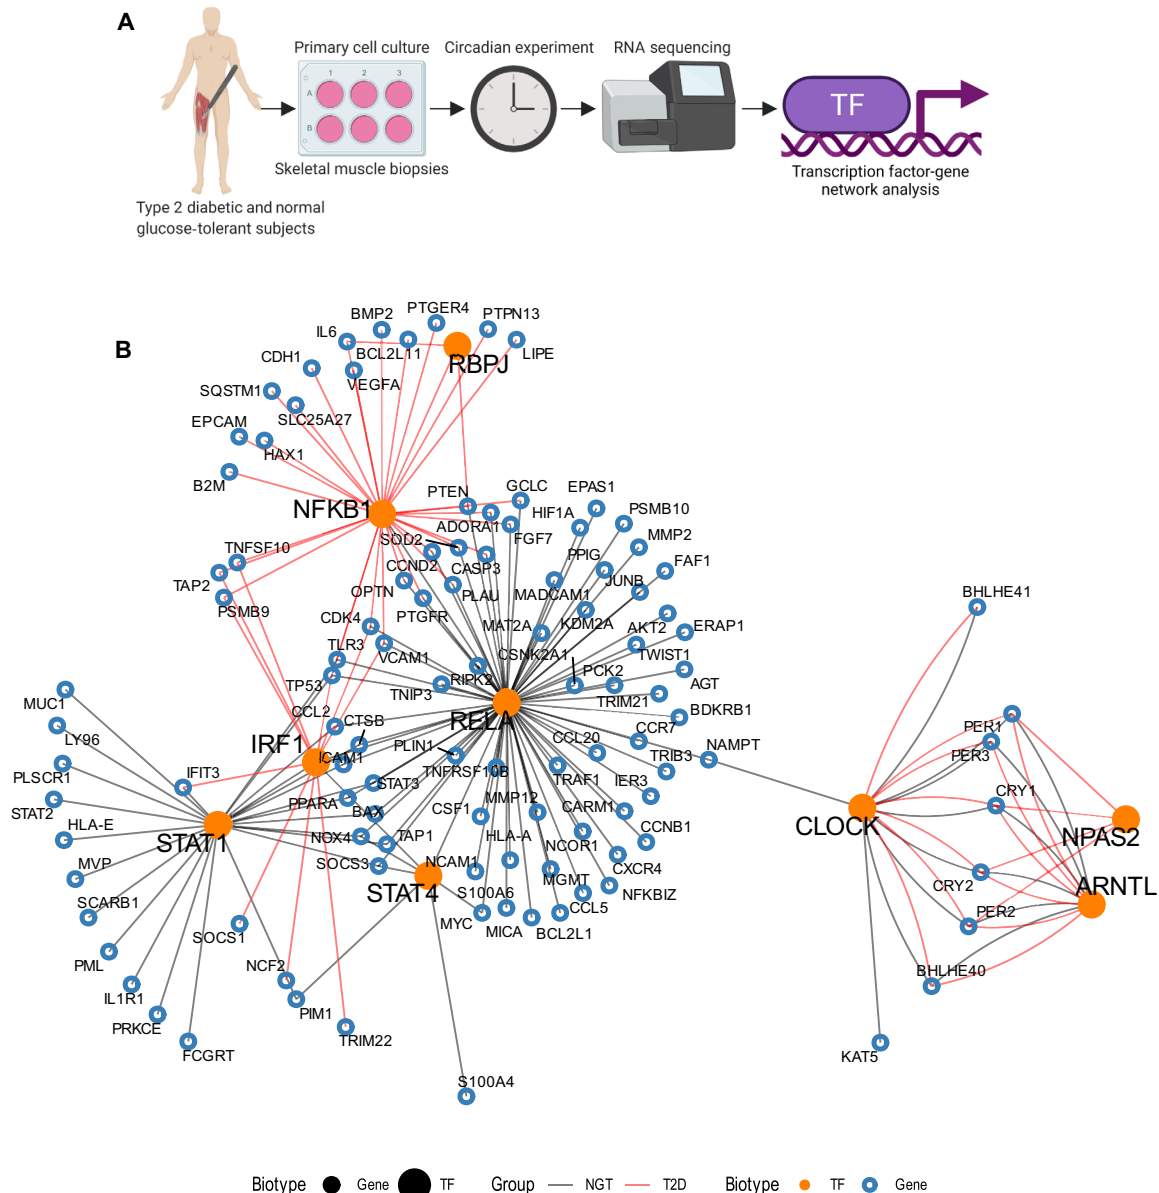 A
Primary cell culture
Circadian experiment
RNA sequencing
1 2 3
A
B
TF
Skeletal muscle biopsies
Transcription factor-gene
network analysis
Type 2 diabetic and normal
glucose-tolerant subjects
B
PTGER4
BMP2
PTPN13
IL6
BCL2L11
LIPE
CDH1
RBPJ
VEGFA
SQSTM1
SLC25A27
EPCAM
HAX1
B2M
GCLC
EPAS1
PTEN
NFKB1
HIF1A
PSMB10
ADORA1
FGF7
SOD2
MMP2
TNFSF10
PPIG
FAF1
CCND2
CASP3
TAP2
OPTN
PLAU
MADCAM1
JUNB
BHLHE41
PSMB9
PTGFR
CDK4
MAT2A
KDM2A
AKT2
ERAP1
TLR3
VCAM1
CSNK2A1
TWIST1
PCK2
TP53
RIPK2
AGT
TNIP3
TRIM21
MUC1
CCL2
CTSB
RELA
BDKRB1
PER1
LY96
IRF1
PLIN1
CCL20
CCR7
NAMPT
PER3
ICAM1
TRIB3
PLSCR1
IFIT3
TNFRSF10B
TRAF1
IER3
STAT3
CRY1
STAT2
PPARA
MMP12
BAX
CSF1
CARM1
HLA-E
CLOCK
CCNB1
NPAS2
STAT1
NOX4
TAP1
HLA-A
NCOR1
MVP
SOCS3
NCAM1
CXCR4
MGMT
CRY2
ARNTL
STAT4
S100A6
NFKBIZ
SCARB1
CCL5
PER2
MYC
MICA
BCL2L1
SOCS1
PML
NCF2
BHLHE40
IL1R1
PIM1
PRKCE
TRIM22
FCGRT
KAT5
S100A4
Biotype Gene TF Group NGT T2D Biotype TF Gene